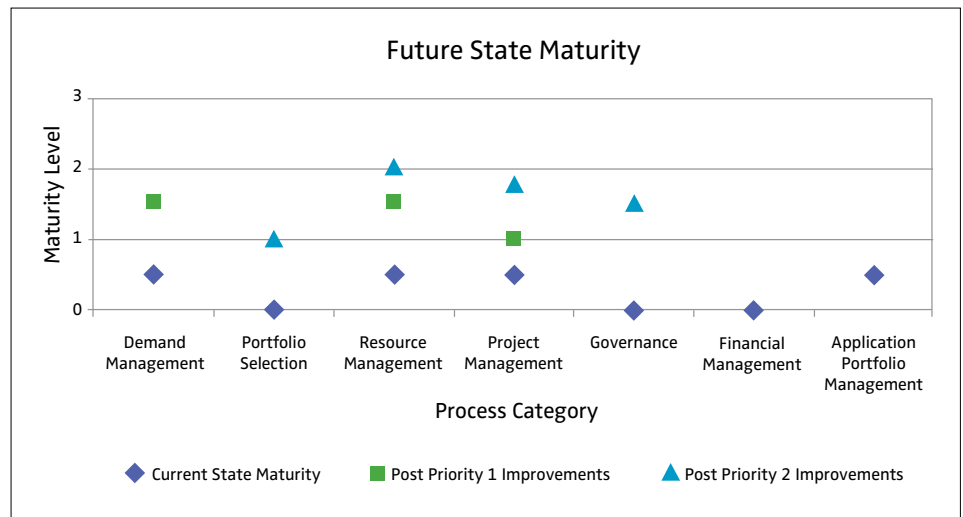 Future State Maturity
Maturity Level
3
2
1
0
Demand
Management
Portfolio
Selection
Resource
Management
Project
Management
Governance
Financial
Management
Application
Portfolio
Management
Process Category
Current State Maturity
Post Priority 1 Improvements
Post Priority 2 Improvements